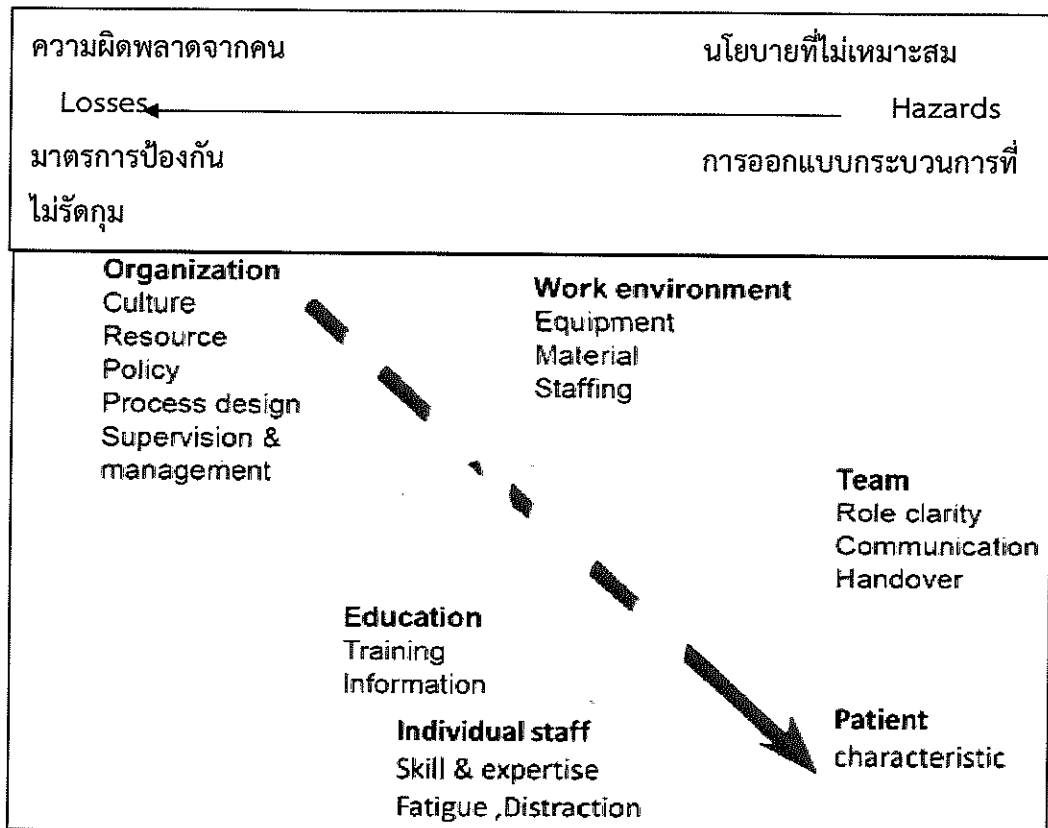 ความผิดพลาดจากคน
นโยบายที่ไม่เหมาะสม
Losses
Hazards
มาตรการป้องกัน
การออกแบบกระบวนการที่
ไม่รัดกุม
Organization
Culture
Resource
Policy
Process design
Supervision &
management
Work environment
Equipment
Material
Staffing
Team
Role clarity
Communication
Handover
Education
Training
Information
Individual staff
Skill & expertise
Fatigue ,Distraction
Patient
characteristic